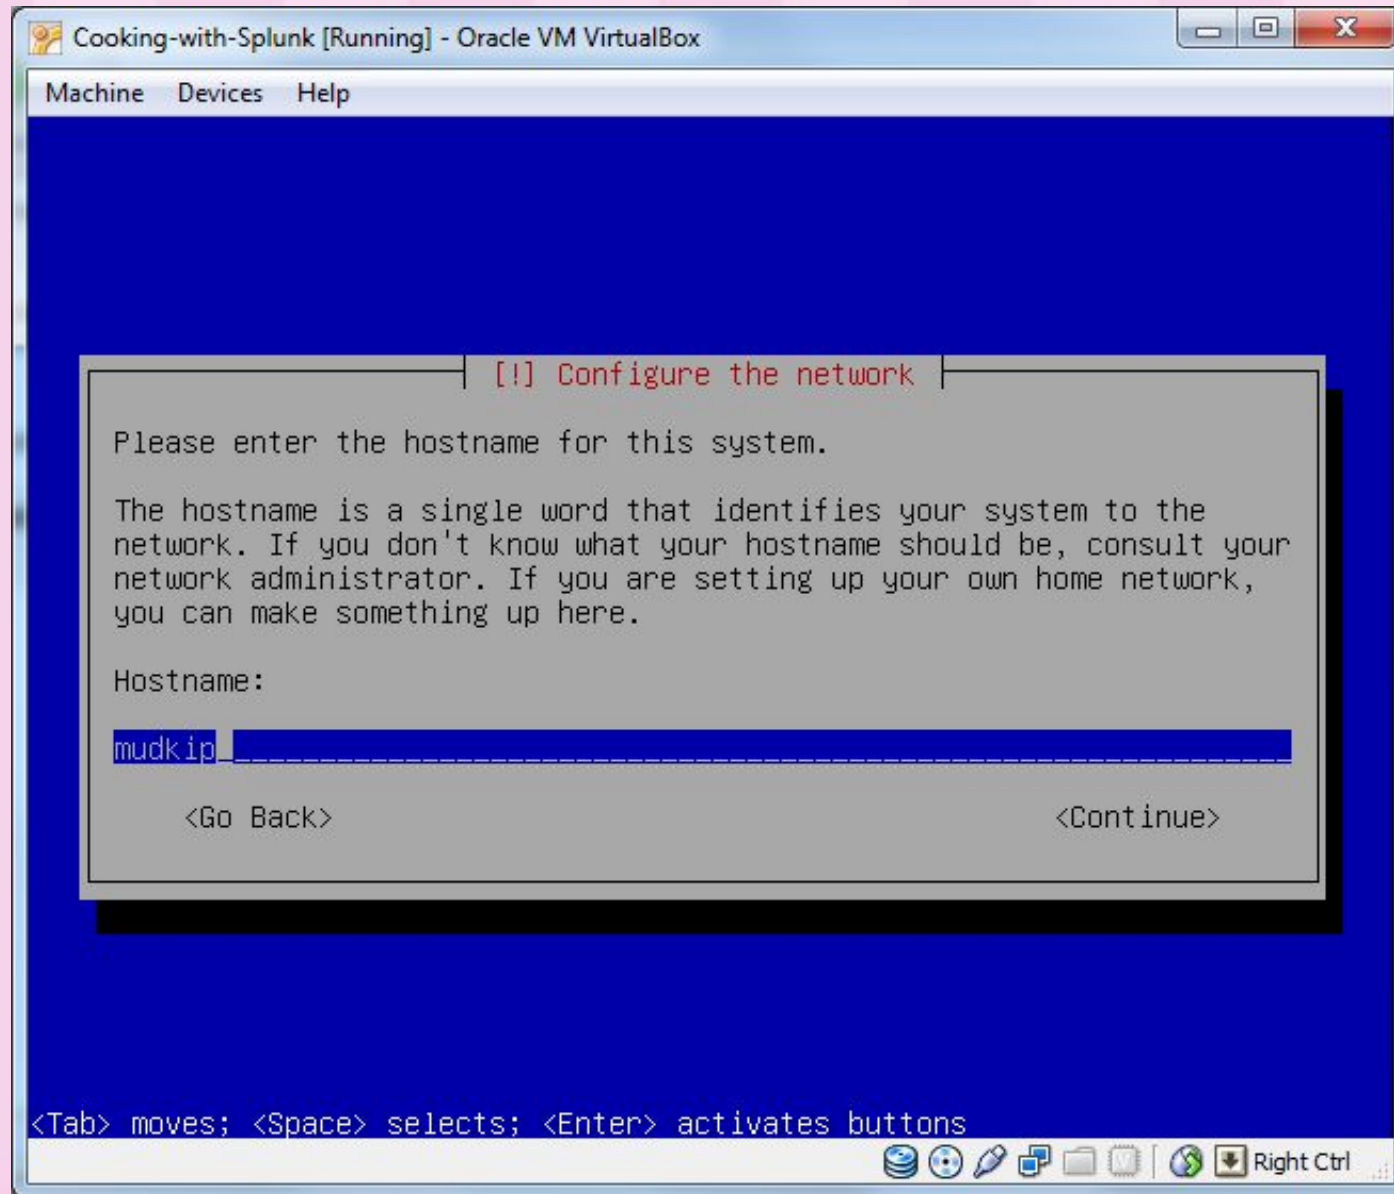 Cooking-with-Splunk [Running] - Oracle VM VirtualBox
Machine Devices Help
[!] Configure the network
Please enter the hostname for this system.
The hostname is a single word that identifies your system to the
network. If you don't know what your hostname should be, consult your
network administrator. If you are setting up your own home network,
you can make something up here.
Hostname:
mudkip
<Go Back> <Continue>
<Tab> moves; <Space> selects; <Enter> activates buttons
Right Ctrl